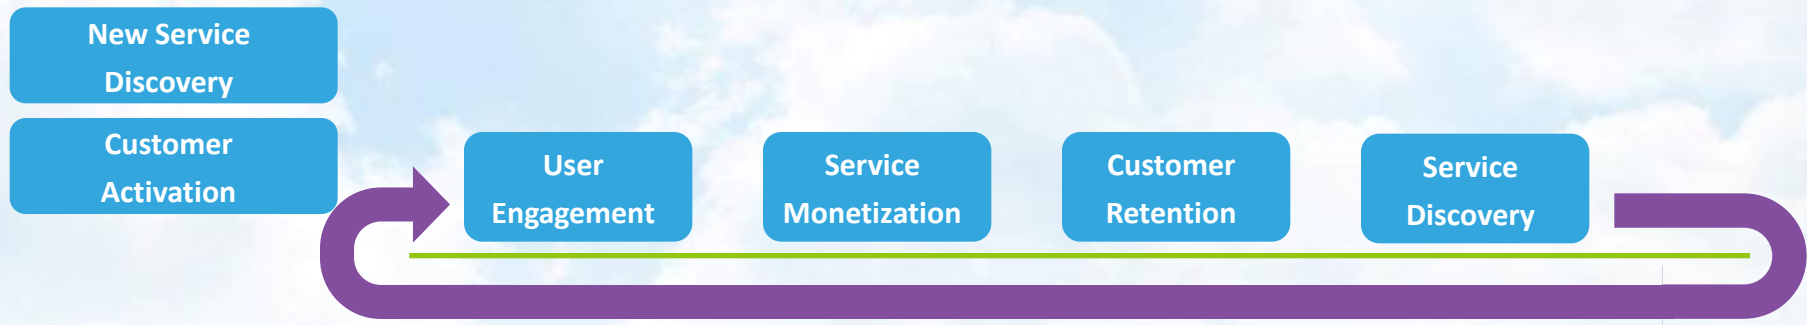 New Service
Discovery
Customer
Activation
User
Engagement
Service
Monetization
Customer
Retention
Service
Discovery